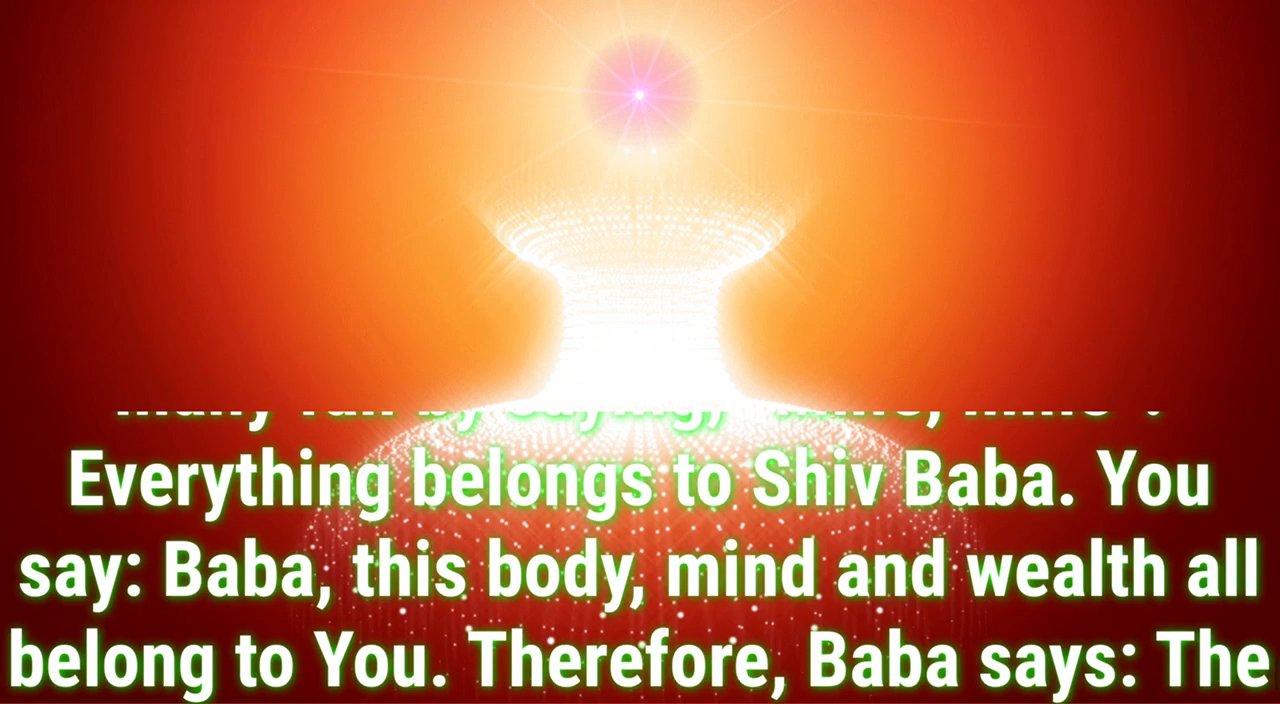 Everything belongs to Shiv Baba. You
say: Baba, this body, mind and wealth all
belong to You. Therefore, Baba says: The